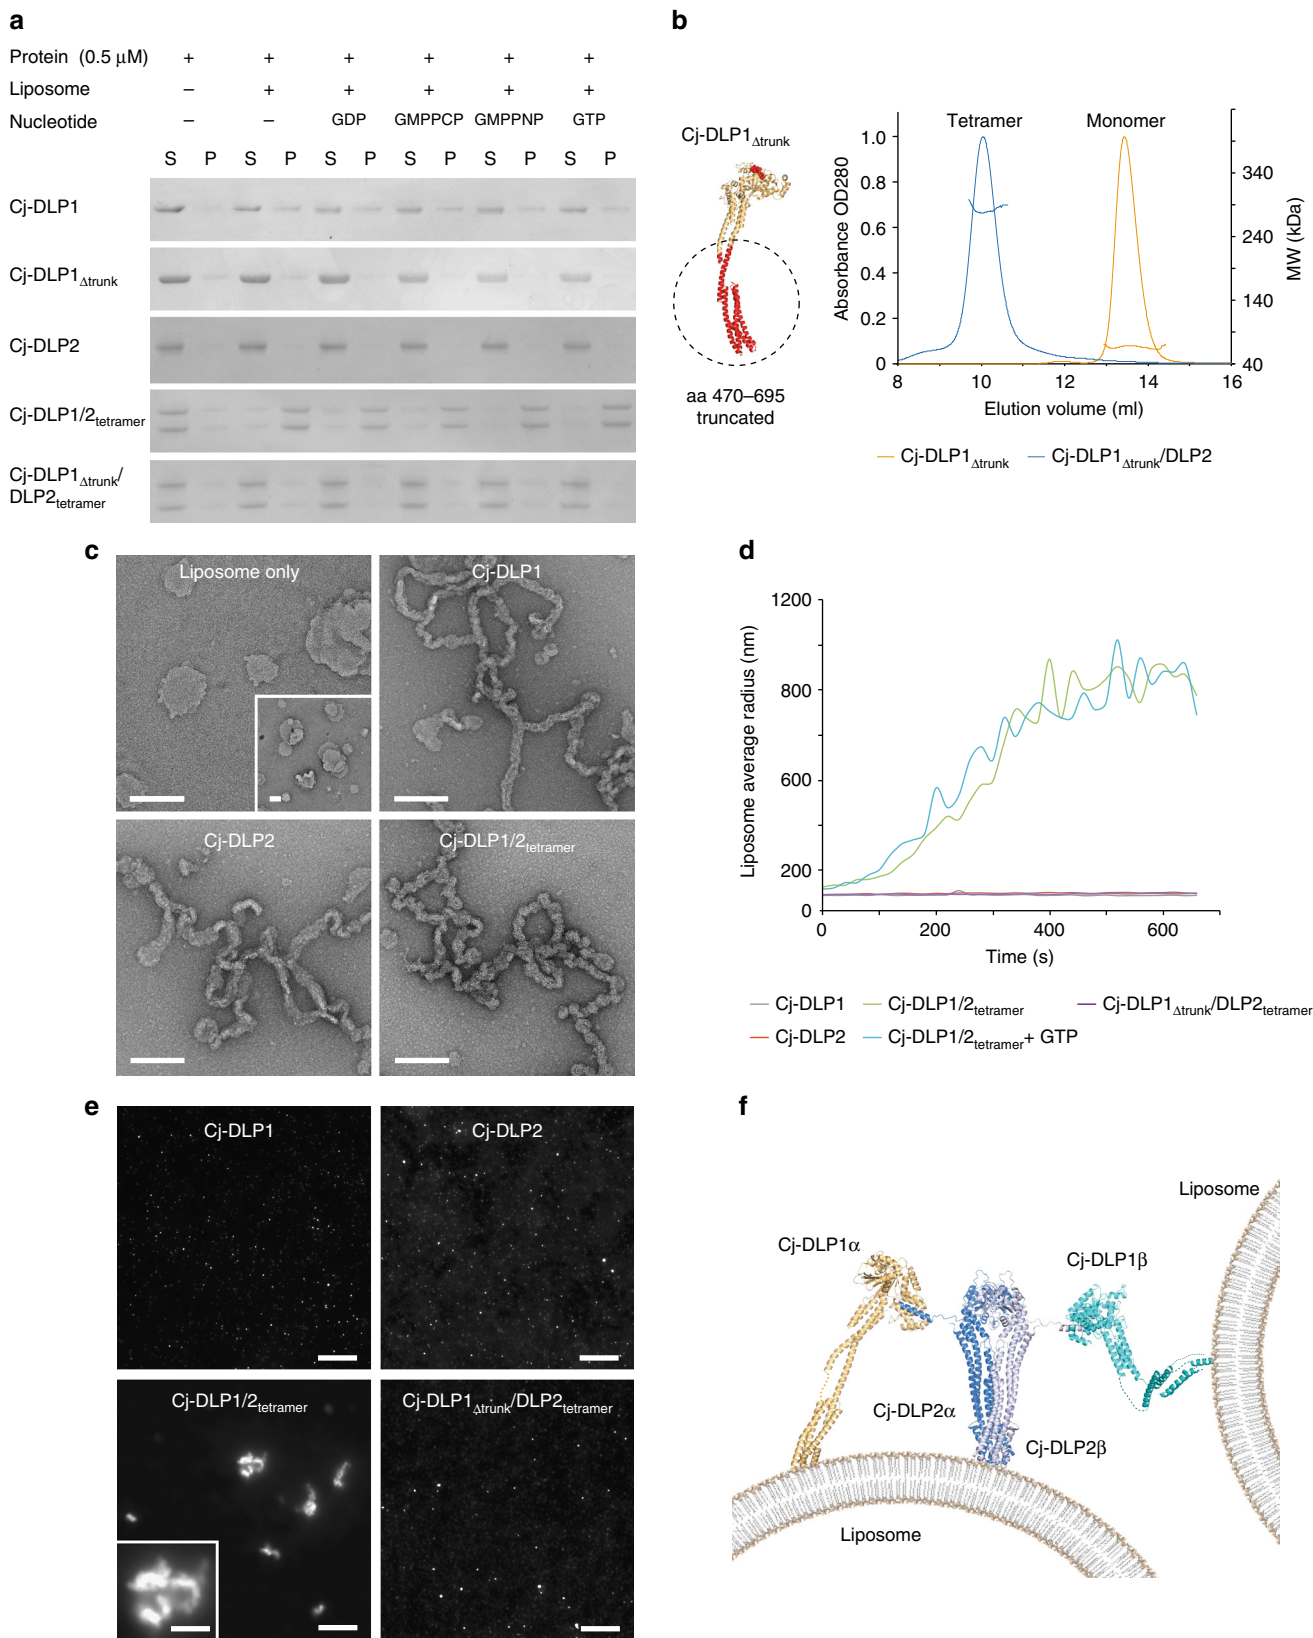 a
Protein (0.5 μM) + + + + + +
Liposome – + + + + +
Nucleotide – – GDP GMPPCP GMPPNP GTP
S P S P S P S P S P S P
Cj-DLP1
Cj-DLP1Δtrunk
Cj-DLP2
Cj-DLP1/2tetramer
Cj-DLP1Δtrunk/
DLP2tetramer
b
Cj-DLP1Δtrunk
aa 470–695
truncated
Tetramer
Monomer
Absorbance OD280
1.0
0.8
0.6
0.4
0.2
0
MW (kDa)
340
240
140
40
8 10 12 14 16
Elution volume (ml)
Cj-DLP1Δtrunk Cj-DLP1Δtrunk/DLP2
c
Liposome only
Cj-DLP1
Cj-DLP2
Cj-DLP1/2tetramer
d
Liposome average radius (nm)
1200
800
600
200
0
0 200 400 600
Time (s)
Cj-DLP1 Cj-DLP1/2tetramer Cj-DLP1Δtrunk/DLP2tetramer
Cj-DLP2 Cj-DLP1/2tetramer+ GTP
e
Cj-DLP1
Cj-DLP2
Cj-DLP1/2tetramer
Cj-DLP1Δtrunk/DLP2tetramer
f
Liposome
Cj-DLP1α
Cj-DLP1β
Cj-DLP2α
Cj-DLP2β
Liposome